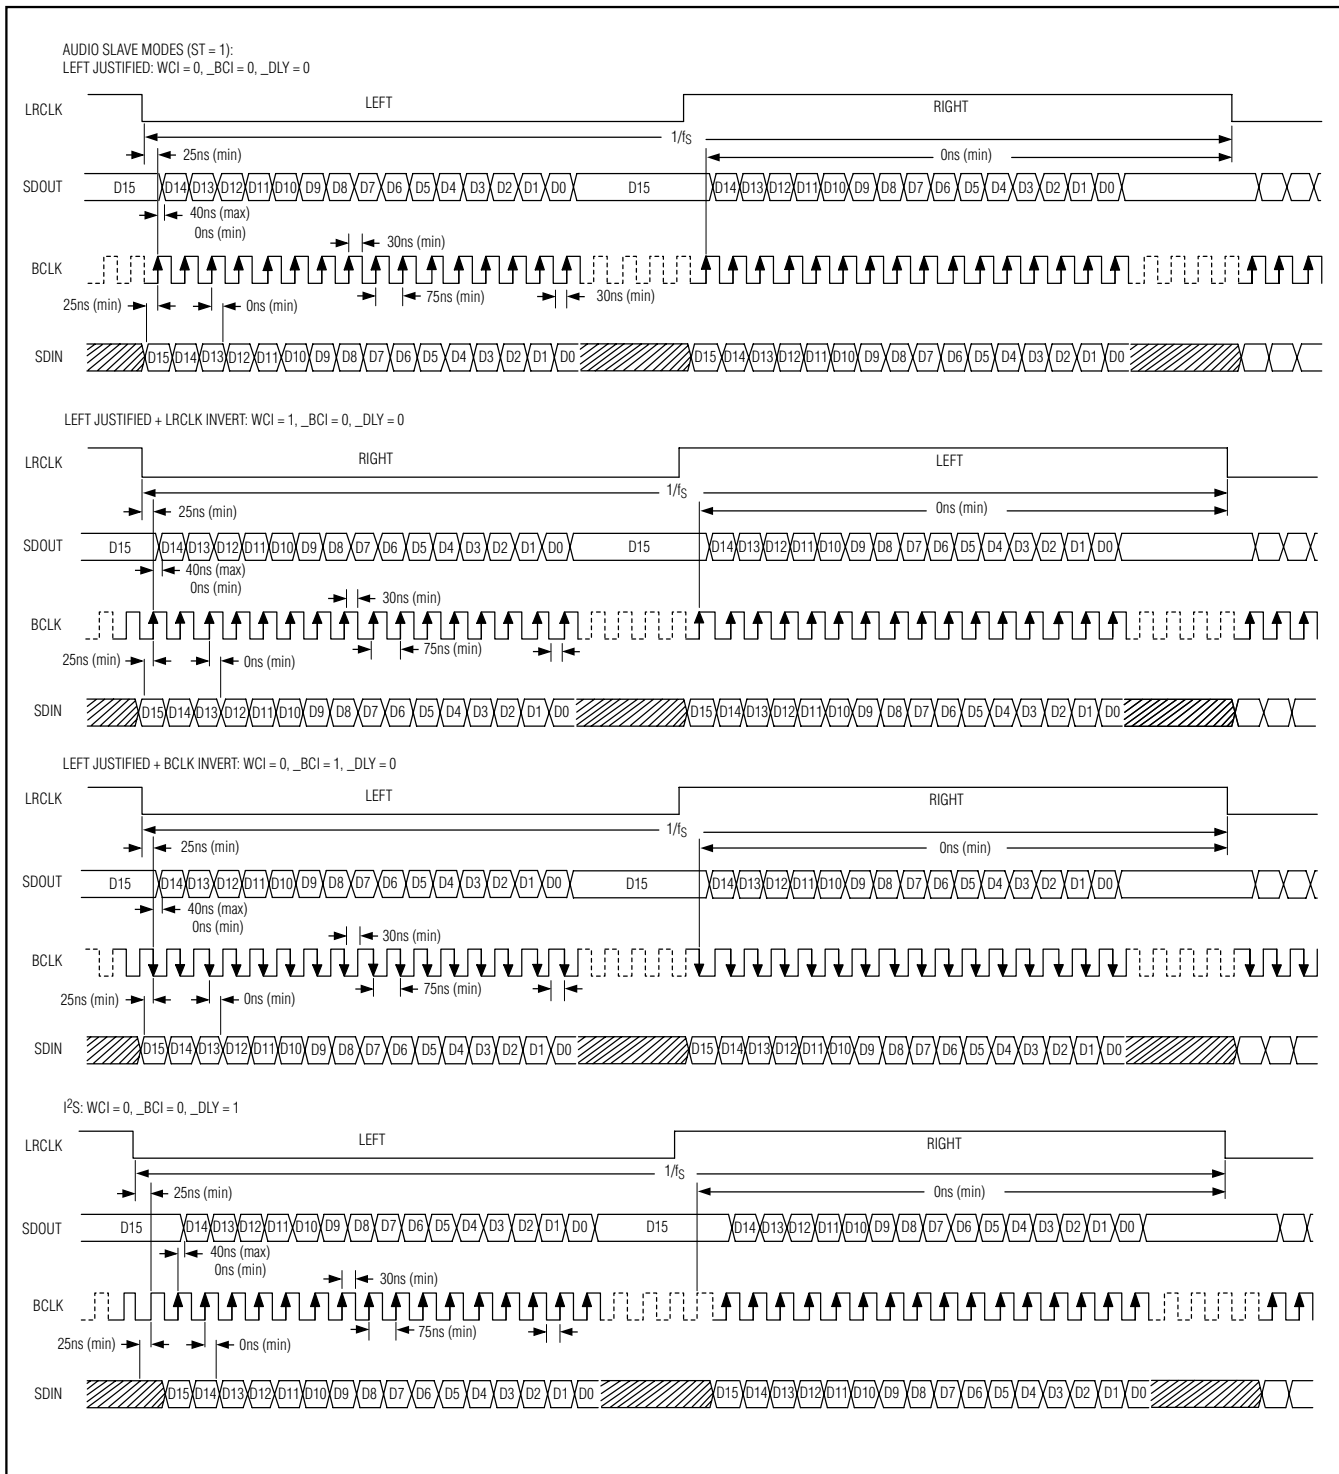 AUDIO SLAVE MODES (ST = 1):
LEFT JUSTIFIED: WCI = 0, _BCI = 0, _DLY = 0
LRCLK LEFT RIGHT
1/fS
25ns (min) 0ns (min)
SDOUT D15 D14 D13 D12 D11 D10 D9 D8 D7 D6 D5 D4 D3 D2 D1 D0 D15 D14 D13 D12 D11 D10 D9 D8 D7 D6 D5 D4 D3 D2 D1 D0
40ns (max)
0ns (min) 30ns (min)
BCLK
25ns (min) 0ns (min) 75ns (min) 30ns (min)
SDIN D15 D14 D13 D12 D11 D10 D9 D8 D7 D6 D5 D4 D3 D2 D1 D0 D15 D14 D13 D12 D11 D10 D9 D8 D7 D6 D5 D4 D3 D2 D1 D0
LEFT JUSTIFIED + LRCLK INVERT: WCI = 1, _BCI = 0, _DLY = 0
LRCLK RIGHT LEFT
1/fS
25ns (min) 0ns (min)
SDOUT D15 D14 D13 D12 D11 D10 D9 D8 D7 D6 D5 D4 D3 D2 D1 D0 D15 D14 D13 D12 D11 D10 D9 D8 D7 D6 D5 D4 D3 D2 D1 D0
40ns (max)
0ns (min) 30ns (min)
BCLK
25ns (min) 0ns (min) 75ns (min)
SDIN D15 D14 D13 D12 D11 D10 D9 D8 D7 D6 D5 D4 D3 D2 D1 D0 D15 D14 D13 D12 D11 D10 D9 D8 D7 D6 D5 D4 D3 D2 D1 D0
LEFT JUSTIFIED + BCLK INVERT: WCI = 0, _BCI = 1, _DLY = 0
LRCLK LEFT RIGHT
1/fS
25ns (min) 0ns (min)
SDOUT D15 D14 D13 D12 D11 D10 D9 D8 D7 D6 D5 D4 D3 D2 D1 D0 D15 D14 D13 D12 D11 D10 D9 D8 D7 D6 D5 D4 D3 D2 D1 D0
40ns (max)
0ns (min) 30ns (min)
BCLK
25ns (min) 0ns (min) 75ns (min)
SDIN D15 D14 D13 D12 D11 D10 D9 D8 D7 D6 D5 D4 D3 D2 D1 D0 D15 D14 D13 D12 D11 D10 D9 D8 D7 D6 D5 D4 D3 D2 D1 D0
I²S: WCI = 0, _BCI = 0, _DLY = 1
LRCLK LEFT RIGHT
1/fS
25ns (min) 0ns (min)
SDOUT D15 D14 D13 D12 D11 D10 D9 D8 D7 D6 D5 D4 D3 D2 D1 D0 D15 D14 D13 D12 D11 D10 D9 D8 D7 D6 D5 D4 D3 D2 D1 D0
40ns (max)
0ns (min) 30ns (min)
BCLK
25ns (min) 0ns (min) 75ns (min)
SDIN D15 D14 D13 D12 D11 D10 D9 D8 D7 D6 D5 D4 D3 D2 D1 D0 D15 D14 D13 D12 D11 D10 D9 D8 D7 D6 D5 D4 D3 D2 D1 D0